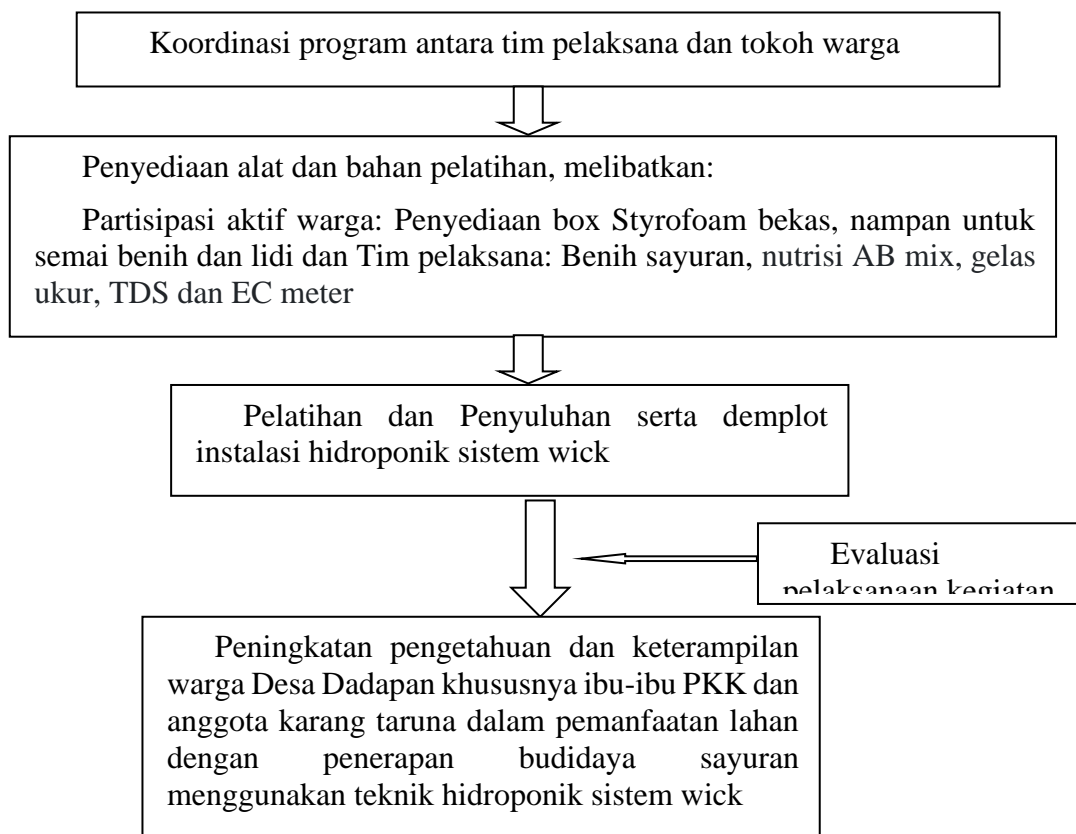 Koordinasi program antara tim pelaksana dan tokoh warga
Penyediaan alat dan bahan pelatihan, melibatkan:
Partisipasi aktif warga: Penyediaan box Styrofoam bekas, nampan untuk
semai benih dan lidi dan Tim pelaksana: Benih sayuran, nutrisi AB mix, gelas
ukur, TDS dan EC meter
Pelatihan dan Penyuluhan serta demplot
instalasi hidroponik sistem wick
Evaluasi
pelaksanaan kegiatan
Peningkatan pengetahuan dan keterampilan
warga Desa Dadapan khususnya ibu-ibu PKK dan
anggota karang taruna dalam pemanfaatan lahan
dengan penerapan budidaya sayuran
menggunakan teknik hidroponik sistem wick